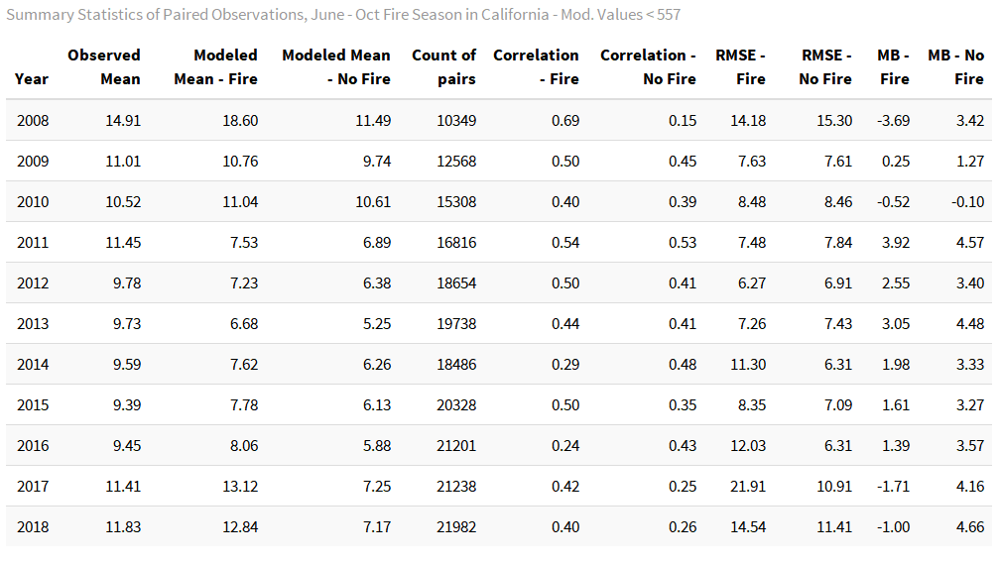 Summary Statistics of Paired Observations, June - Oct Fire Season in California - Mod. Values < 557
Observed Modeled Modeled Mean Count of Correlation Correlation - RMSE - RMSE - MB - MB - No
Year Mean Mean - Fire - No Fire pairs - Fire No Fire Fire No Fire Fire Fire
2008 14.91 18.60 11.49 10349 0.69 0.15 14.18 15.30 -3.69 3.42
2009 11.01 10.76 9.74 12568 0.50 0.45 7.63 7.61 0.25 1.27
2010 10.52 11.04 10.61 15308 0.40 0.39 8.48 8.46 -0.52 -0.10
2011 11.45 7.53 6.89 16816 0.54 0.53 7.48 7.84 3.92 4.57
2012 9.78 7.23 6.38 18654 0.50 0.41 6.27 6.91 2.55 3.40
2013 9.73 6.68 5.25 19738 0.44 0.41 7.26 7.43 3.05 4.48
2014 9.59 7.62 6.26 18486 0.29 0.48 11.30 6.31 1.98 3.33
2015 9.39 7.78 6.13 20328 0.50 0.35 8.35 7.09 1.61 3.27
2016 9.45 8.06 5.88 21201 0.24 0.43 12.03 6.31 1.39 3.57
2017 11.41 13.12 7.25 21238 0.42 0.25 21.91 10.91 -1.71 4.16
2018 11.83 12.84 7.17 21982 0.40 0.26 14.54 11.41 -1.00 4.66